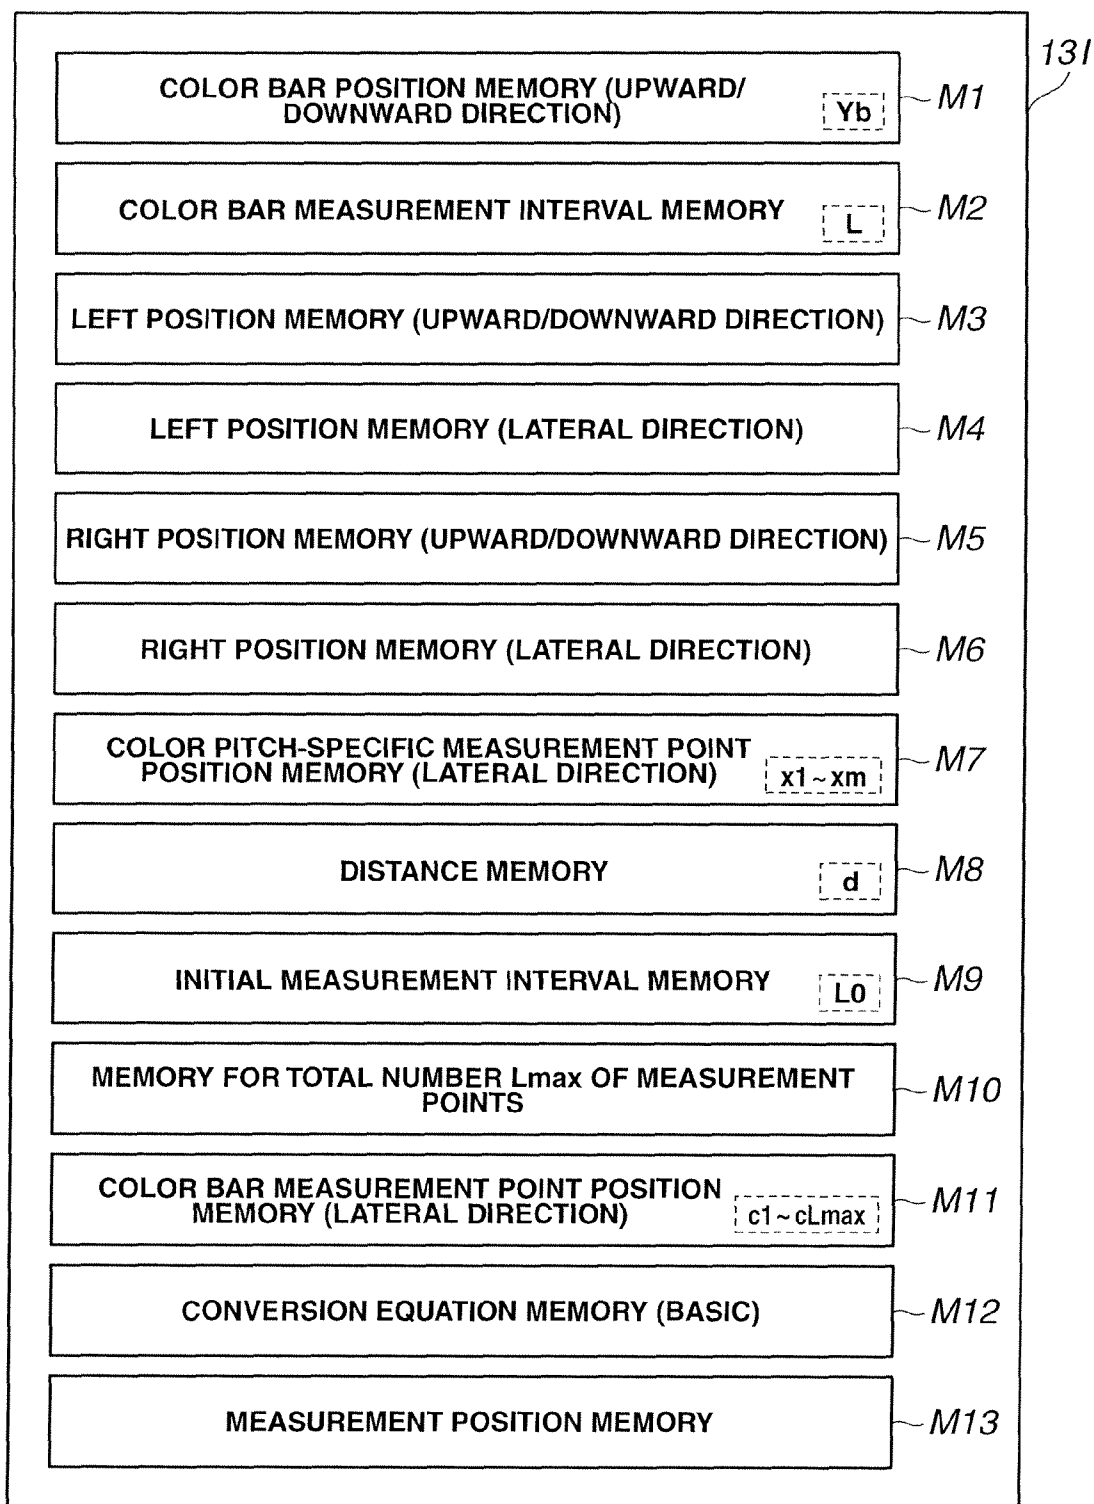 13I
COLOR BAR POSITION MEMORY (UPWARD/
DOWNWARD DIRECTION)
Yb
M1
COLOR BAR MEASUREMENT INTERVAL MEMORY
L
M2
LEFT POSITION MEMORY (UPWARD/DOWNWARD DIRECTION)
M3
LEFT POSITION MEMORY (LATERAL DIRECTION)
M4
RIGHT POSITION MEMORY (UPWARD/DOWNWARD DIRECTION)
M5
RIGHT POSITION MEMORY (LATERAL DIRECTION)
M6
COLOR PITCH-SPECIFIC MEASUREMENT POINT
POSITION MEMORY (LATERAL DIRECTION)
x1~xm
M7
DISTANCE MEMORY
d
M8
INITIAL MEASUREMENT INTERVAL MEMORY
L0
M9
MEMORY FOR TOTAL NUMBER Lmax OF MEASUREMENT
POINTS
M10
COLOR BAR MEASUREMENT POINT POSITION
MEMORY (LATERAL DIRECTION)
c1~cLmax
M11
CONVERSION EQUATION MEMORY (BASIC)
M12
MEASUREMENT POSITION MEMORY
M13